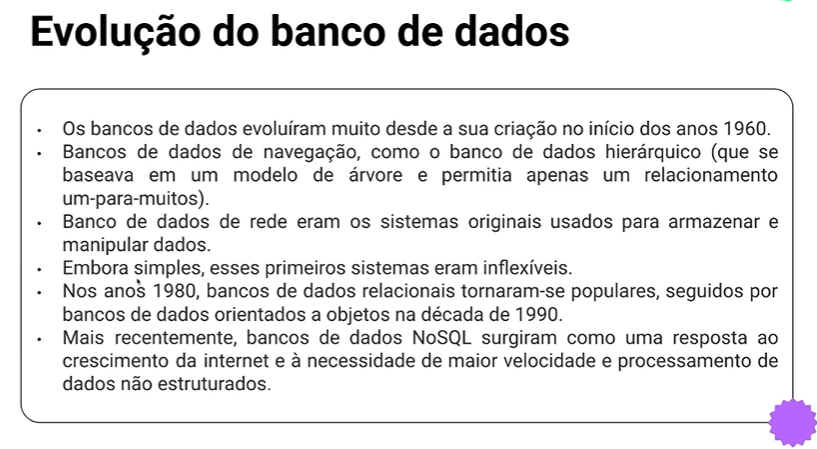 Evolução do banco de dados
• Os bancos de dados evoluíram muito desde a sua criação no início dos anos 1960.
• Bancos de dados de navegação, como o banco de dados hierárquico (que se
baseava em um modelo de árvore e permitia apenas um relacionamento
um-para-muitos).
• Banco de dados de rede eram os sistemas originais usados para armazenar e
manipular dados.
• Embora simples, esses primeiros sistemas eram inflexíveis.
• Nos anos 1980, bancos de dados relacionais tornaram-se populares, seguidos por
bancos de dados orientados a objetos na década de 1990.
• Mais recentemente, bancos de dados NoSQL surgiram como uma resposta ao
crescimento da internet e à necessidade de maior velocidade e processamento de
dados não estruturados.